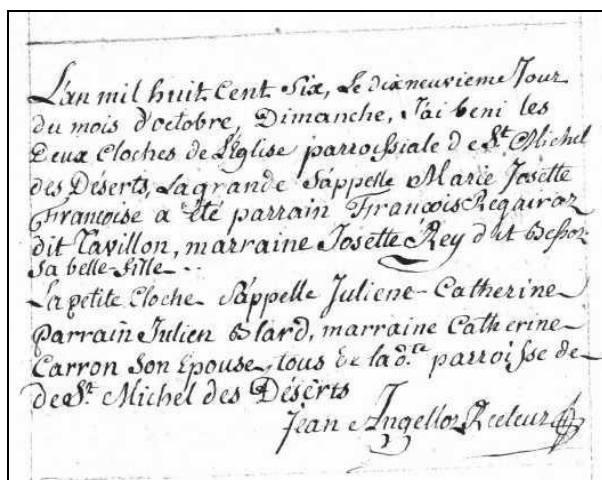 L'an mil huit Cent Six, Le dixneuvieme Jour
du mois d'octobre, Dimanche, J'ai beni les
Deux Cloches de L'Eglise parroissiale de St. Michel
des Déserts, La grande S'appelle Marie Josette
Françoise a été parrain François Regairaz
dit Tavillon, marraine Josette Rey dit
Sa belle-fille
La petite Cloche S'appelle Juliene-Catherine
Parrain Julien Blard, marraine Catherine
Carron Son Epouse, tous de la d.te parroisse de
de St. Michel des Déserts
Jean Angelloz Recteur